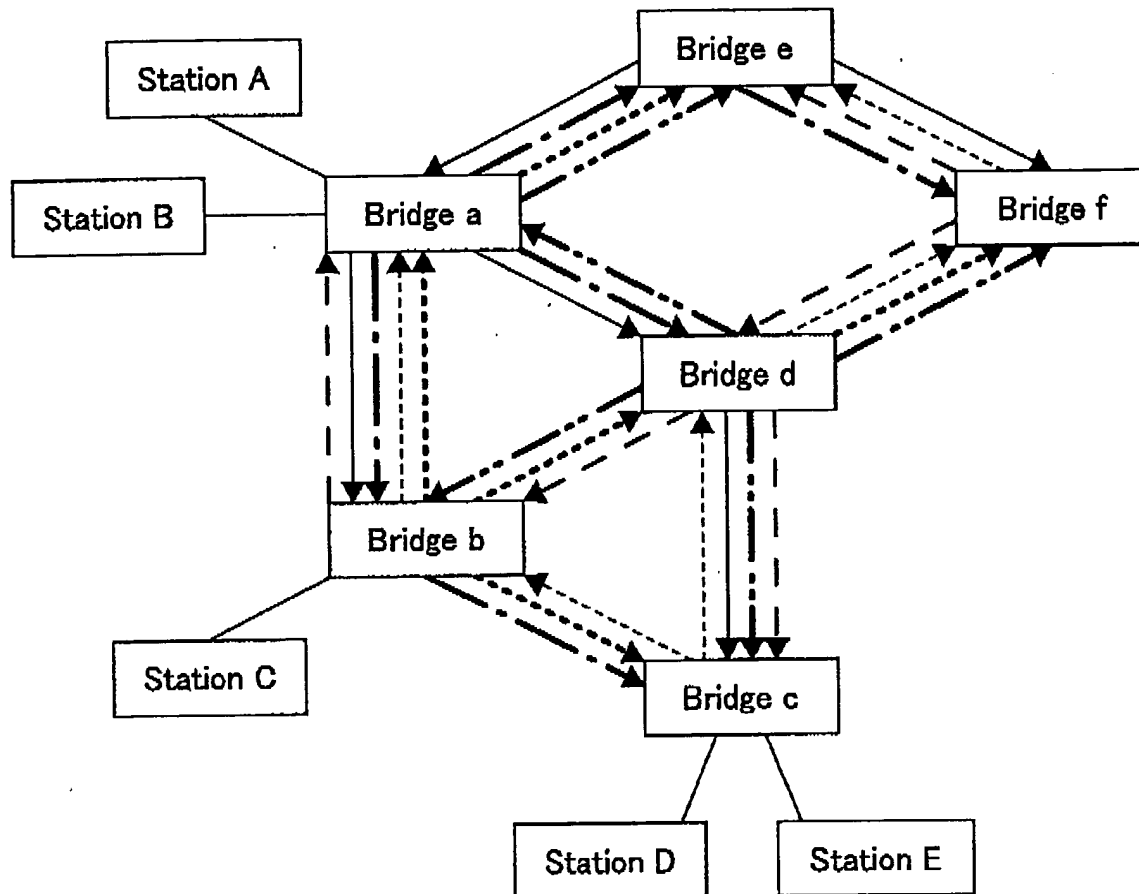 Bridge e
Station A
Station B
Bridge a
Bridge f
Bridge d
Bridge b
Station C
Bridge c
Station D
Station E